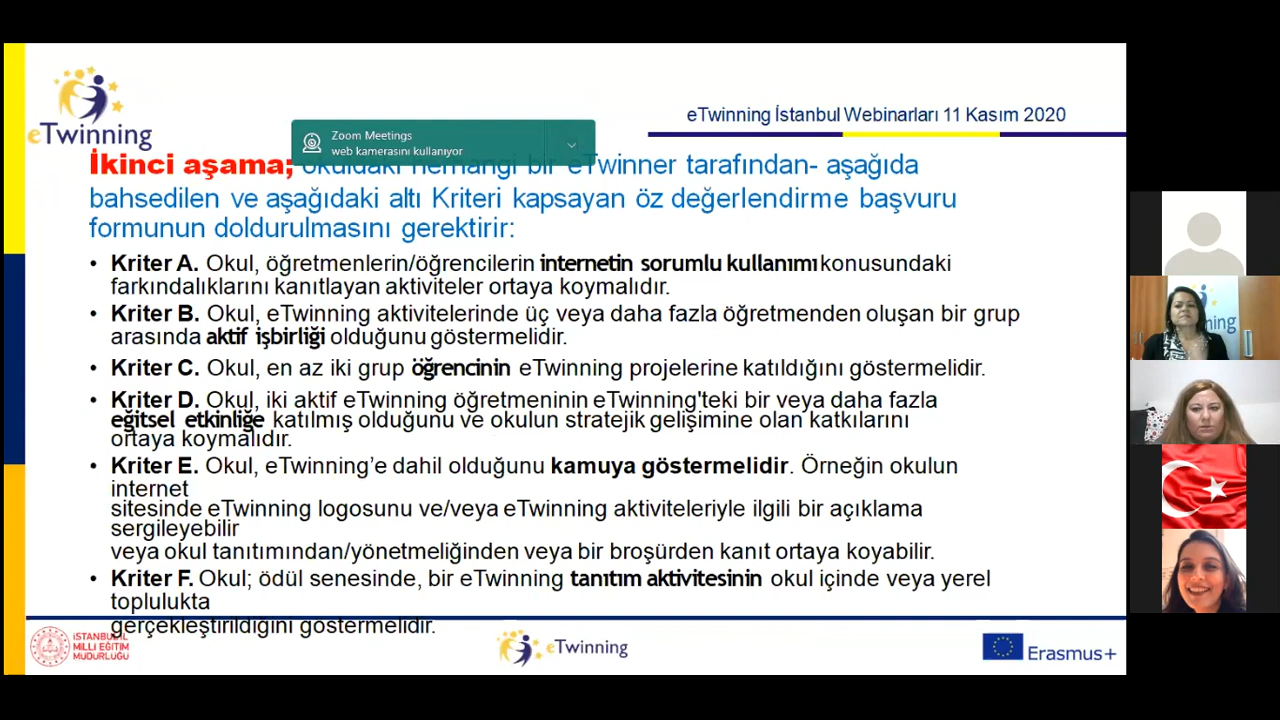 eTwinning
eTwinning İstanbul Webinarları 11 Kasım 2020
Zoom Meetings
web kamerasını kullanıyor
İkinci aşama; okuldaki herhangi bir eTwinner tarafından- aşağıda
bahsedilen ve aşağıdaki altı Kriteri kapsayan öz değerlendirme başvuru
formunun doldurulmasını gerektirir:
• Kriter A. Okul, öğretmenlerin/öğrencilerin internetin sorumlu kullanımı konusundaki
farkındalıklarını kanıtlayan aktiviteler ortaya koymalıdır.
• Kriter B. Okul, eTwinning aktivitelerinde üç veya daha fazla öğretmenden oluşan bir grup
arasında aktif işbirliği olduğunu göstermelidir.
• Kriter C. Okul, en az iki grup öğrencinin eTwinning projelerine katıldığını göstermelidir.
• Kriter D. Okul, iki aktif eTwinning öğretmeninin eTwinning'teki bir veya daha fazla
eğitsel etkinliğe katılmış olduğunu ve okulun stratejik gelişimine olan katkılarını
ortaya koymalıdır.
• Kriter E. Okul, eTwinning’e dahil olduğunu kamuya göstermelidir. Örneğin okulun
internet
sitesinde eTwinning logosunu ve/veya eTwinning aktiviteleriyle ilgili bir açıklama
sergileyebilir
veya okul tanıtımından/yönetmeliğinden veya bir broşürden kanıt ortaya koyabilir.
• Kriter F. Okul; ödül senesinde, bir eTwinning tanıtım aktivitesinin okul içinde veya yerel
toplulukta
gerçekleştirildiğini göstermelidir.
İSTANBUL İL
MİLLİ EĞİTİM
MÜDÜRLÜĞÜ
eTwinning
Erasmus+